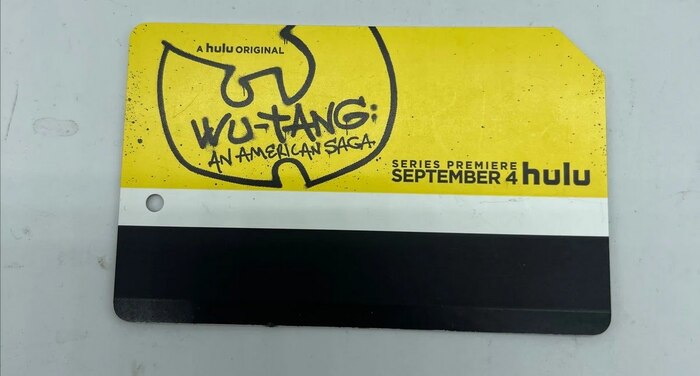 A hulu ORIGINAL
WU-TANG:
AN AMERICAN SAGA
SERIES PREMIERE
SEPTEMBER 4 hulu